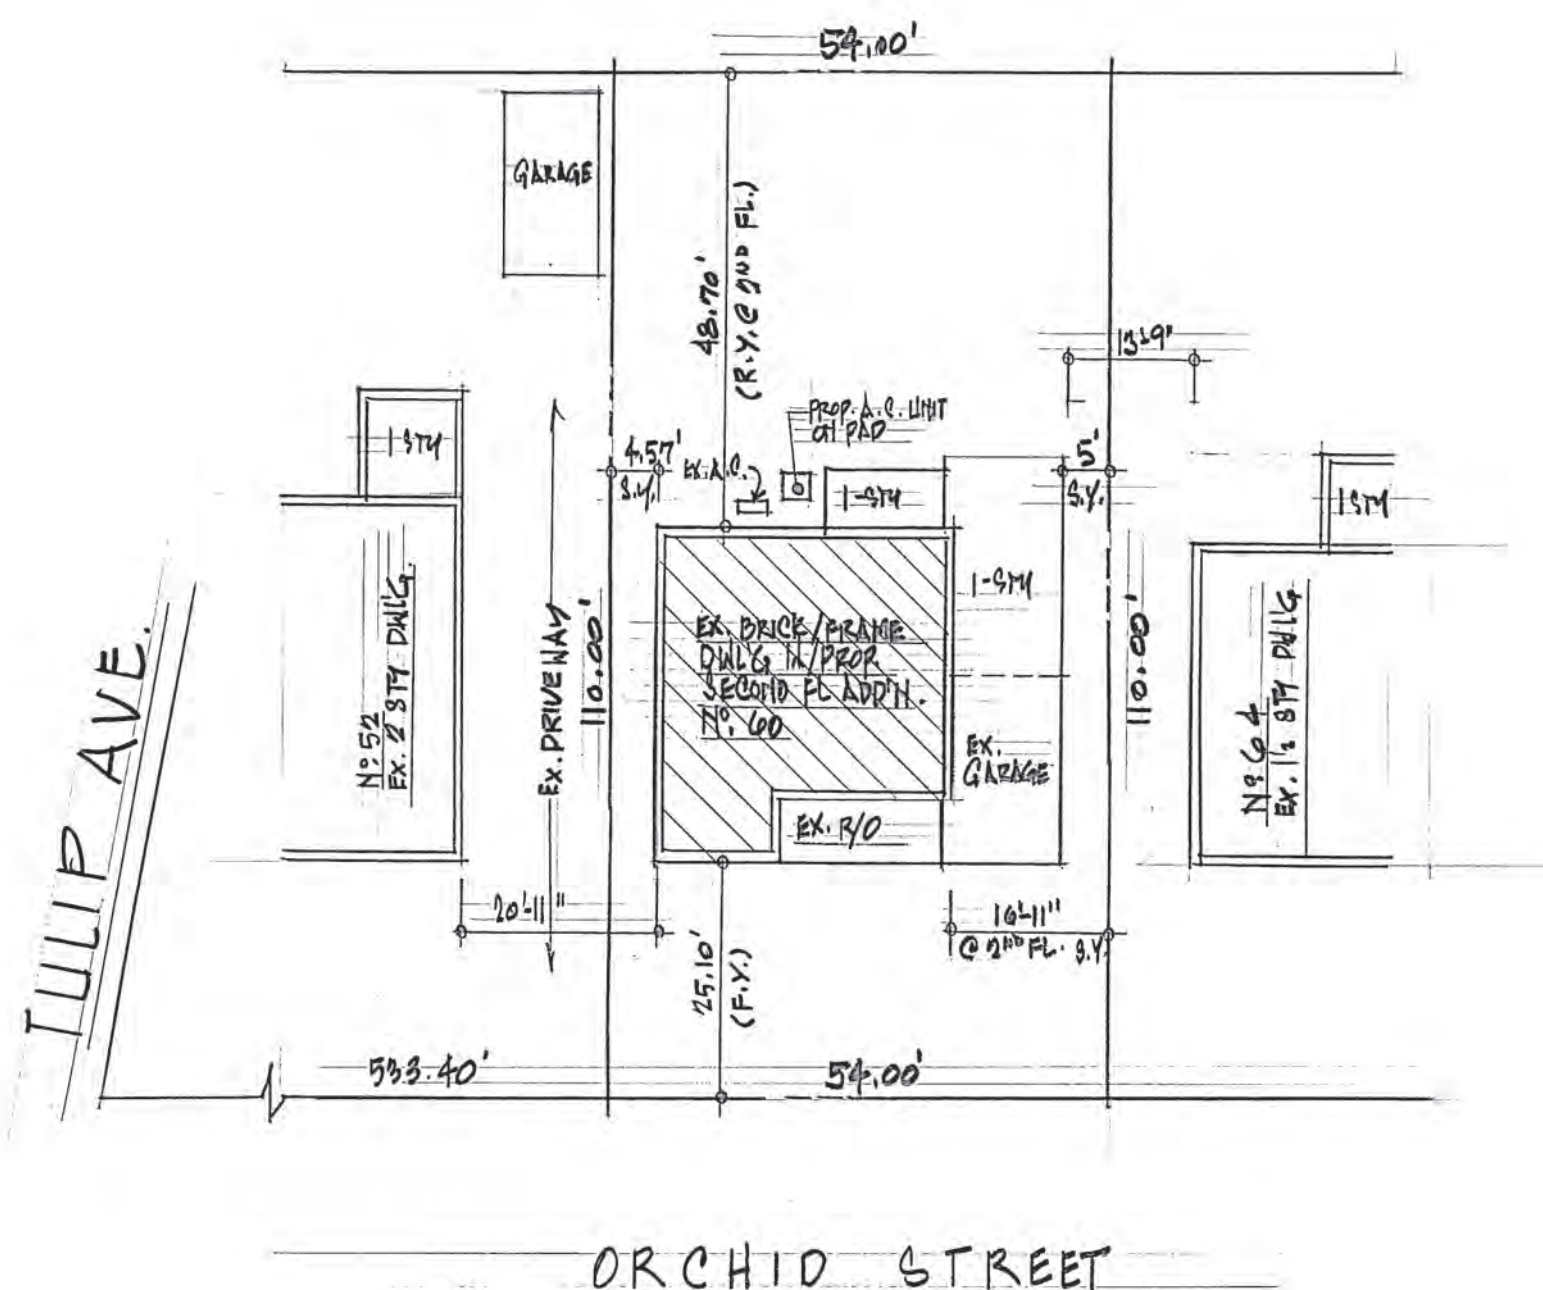 54.00'
GARAGE
48.70'
(R.Y. @ 2ND FL.)
13'-9"
PROP. A.C. UNIT
ON PAD
1-STY
4.57'
S.Y.
EX. A.C.
1-STY
5'
S.Y.
1 STY
1-STY
EX. BRICK/FRAME
DWLG W/PROP
SECOND FL ADD'N.
Nº. 60
EX. DRIVEWAY
110.00'
110.00'
Nº 52
EX. 2 STY DWL'G.
Nº 64
EX. 1½ STY DWL'G
EX.
GARAGE
EX. R/O
TULIP AVE.
20'-11"
16'-11"
@ 2ND FL. S.Y.
25.10'
(F.Y.)
533.40'
54.00'
ORCHID STREET